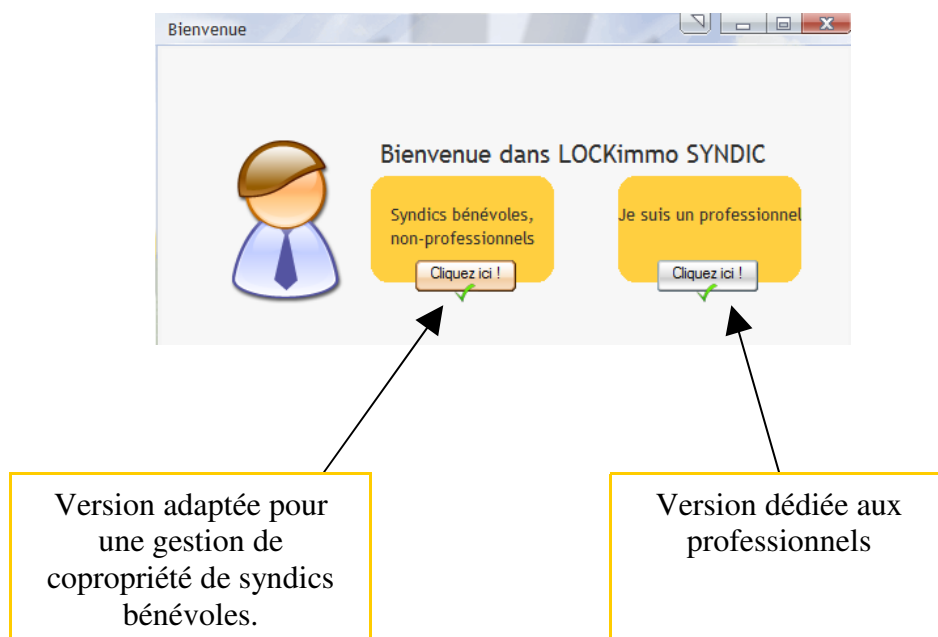 Bienvenue
Bienvenue dans LOCKimmo SYNDIC
Syndics bénévoles,
non-professionnels
Cliquez ici !
Je suis un professionnel
Cliquez ici !
Version adaptée pour
une gestion de
copropriété de syndics
bénévoles.
Version dédiée aux
professionnels